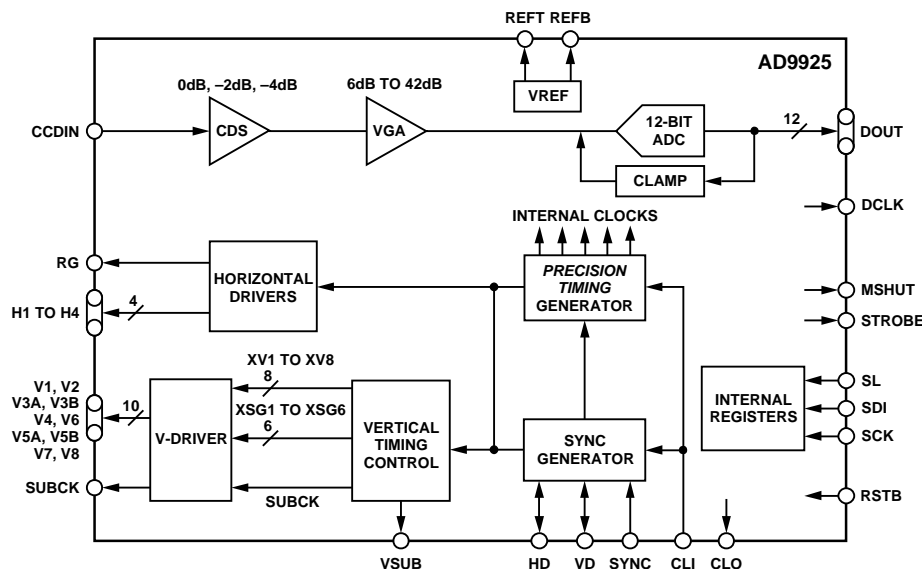 REFT REFB
AD9925
0dB, –2dB, –4dB
6dB TO 42dB
VREF
CCDIN
CDS
VGA
12-BIT
ADC
12
DOUT
CLAMP
DCLK
INTERNAL CLOCKS
RG
HORIZONTAL
DRIVERS
PRECISION
TIMING
GENERATOR
MSHUT
H1 TO H4
4
STROBE
XV1 TO XV8
8
V1, V2
V3A, V3B
V4, V6
V5A, V5B
V7, V8
10
V-DRIVER
XSG1 TO XSG6
6
VERTICAL
TIMING
CONTROL
SYNC
GENERATOR
INTERNAL
REGISTERS
SL
SDI
SCK
SUBCK
SUBCK
RSTB
VSUB
HD
VD
SYNC
CLI
CLO